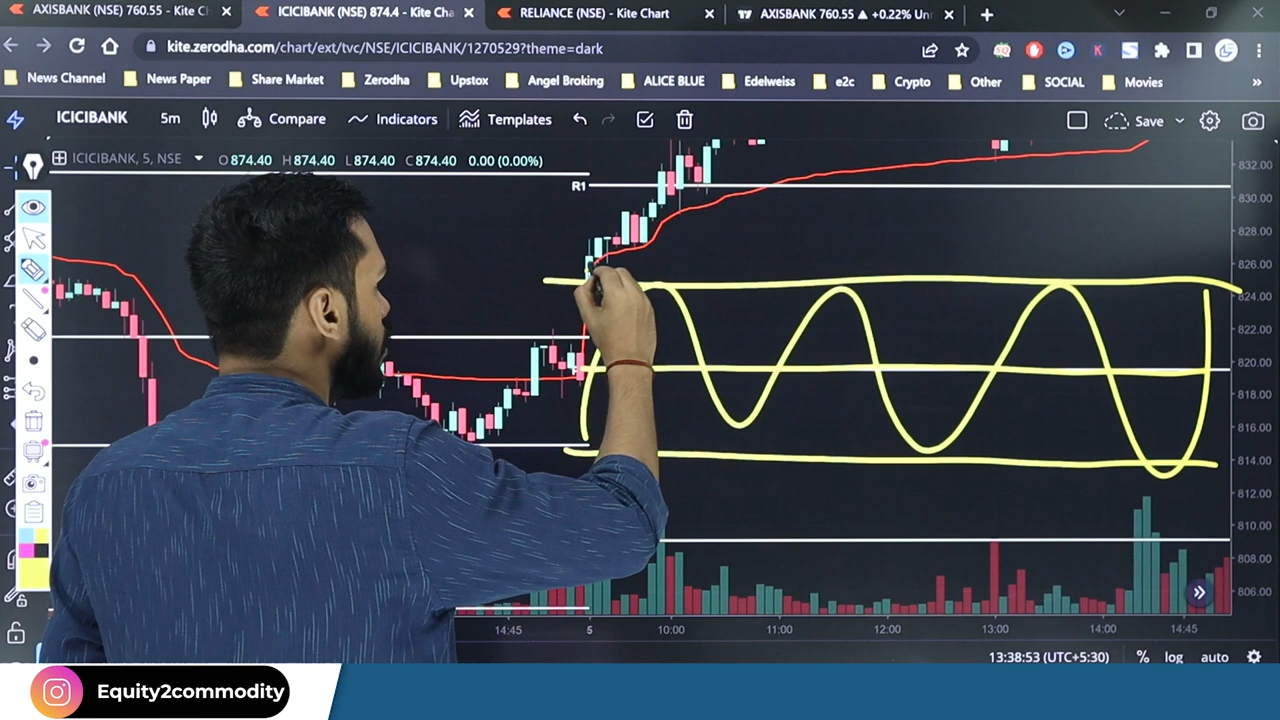 AXISBANK (NSE) 760.55 - Kite C
ICICIBANK (NSE) 874.4 - Kite Cha
RELIANCE (NSE) - Kite Chart
AXISBANK 760.55 ▲ +0.22% Un
kite.zerodha.com/chart/ext/tvc/NSE/ICICIBANK/1270529?theme=dark
News Channel News Paper Share Market Zerodha Upstox Angel Broking ALICE BLUE Edelweiss e2c Crypto Other SOCIAL Movies »
ICICIBANK 5m Compare Indicators Templates Save
ICICIBANK, 5, NSE O874.40 H874.40 L874.40 C874.40 0.00 (0.00%)
R1
832.00
830.00
828.00
826.00
824.00
822.00
820.00
818.00
816.00
814.00
812.00
810.00
808.00
806.00
14:45 5 10:00 11:00 12:00 13:00 14:00 14:45
13:38:53 (UTC+5:30) % log auto
Equity2commodity